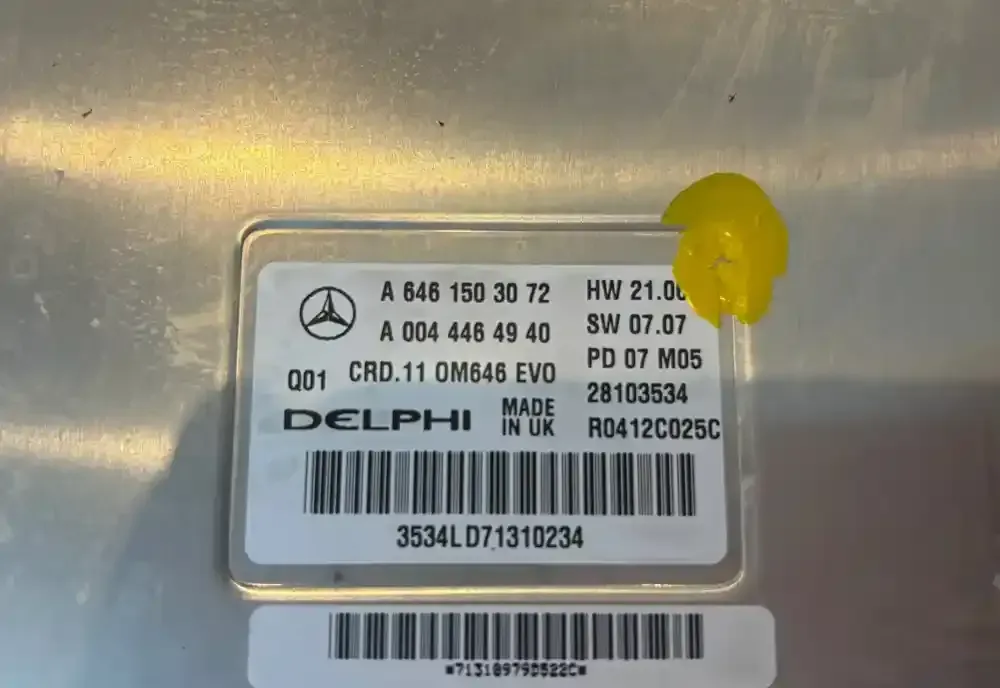 A 646 150 30 72
A 004 446 49 40
Q01 CRD.11 OM646 EVO
DELPHI MADE IN UK
HW 21.0
SW 07.07
PD 07 M05
28103534
R0412C025C
3534LD71310234